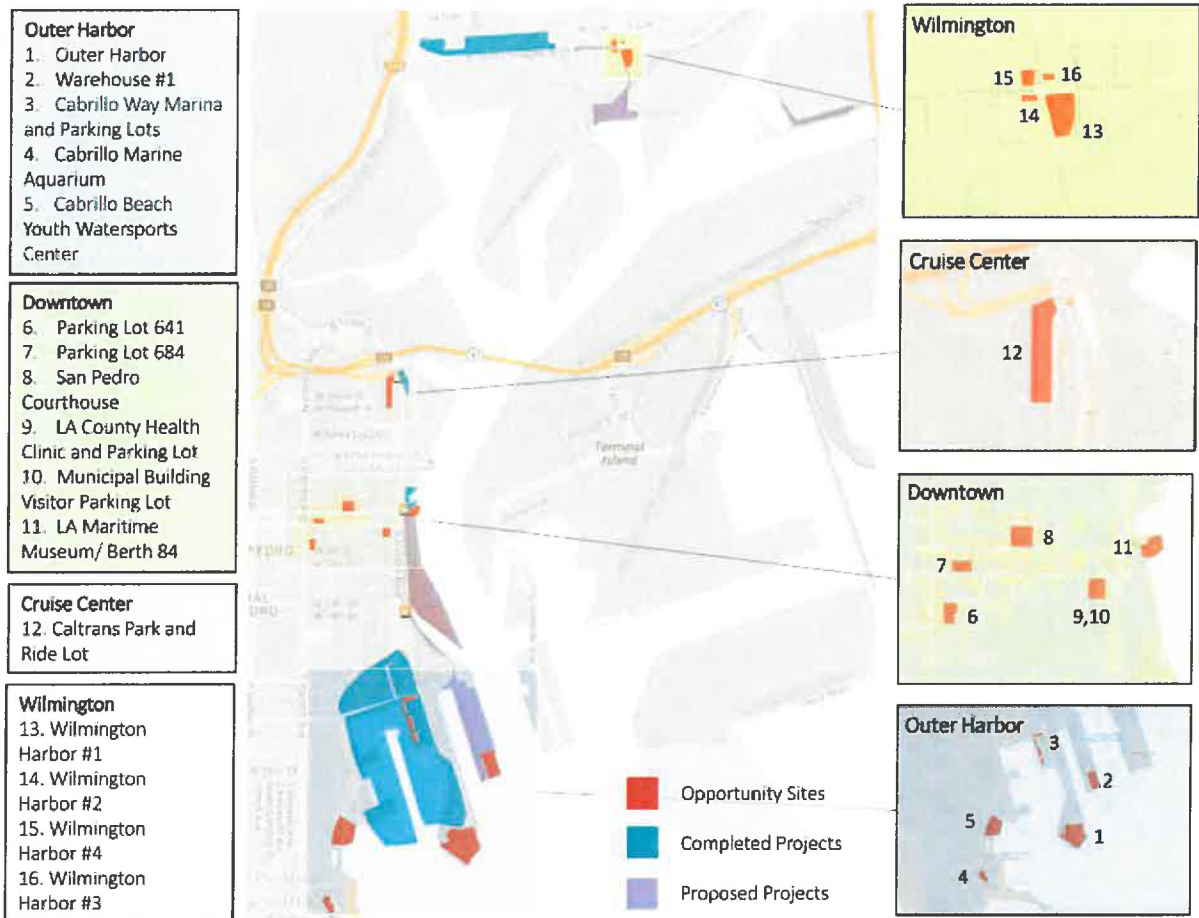 Outer Harbor
1. Outer Harbor
2. Warehouse #1
3. Cabrillo Way Marina
and Parking Lots
4. Cabrillo Marine
Aquarium
5. Cabrillo Beach
Youth Watersports
Center
Downtown
6. Parking Lot 641
7. Parking Lot 684
8. San Pedro
Courthouse
9. LA County Health
Clinic and Parking Lot
10. Municipal Building
Visitor Parking Lot
11. LA Maritime
Museum/ Berth 84
Cruise Center
12. Caltrans Park and
Ride Lot
Wilmington
13. Wilmington
Harbor #1
14. Wilmington
Harbor #2
15. Wilmington
Harbor #4
16. Wilmington
Harbor #3
Terminal
Island
Opportunity Sites
Completed Projects
Proposed Projects
Wilmington
15
16
14
13
Cruise Center
12
Downtown
8
11
7
6
9,10
Outer Harbor
3
2
5
1
4